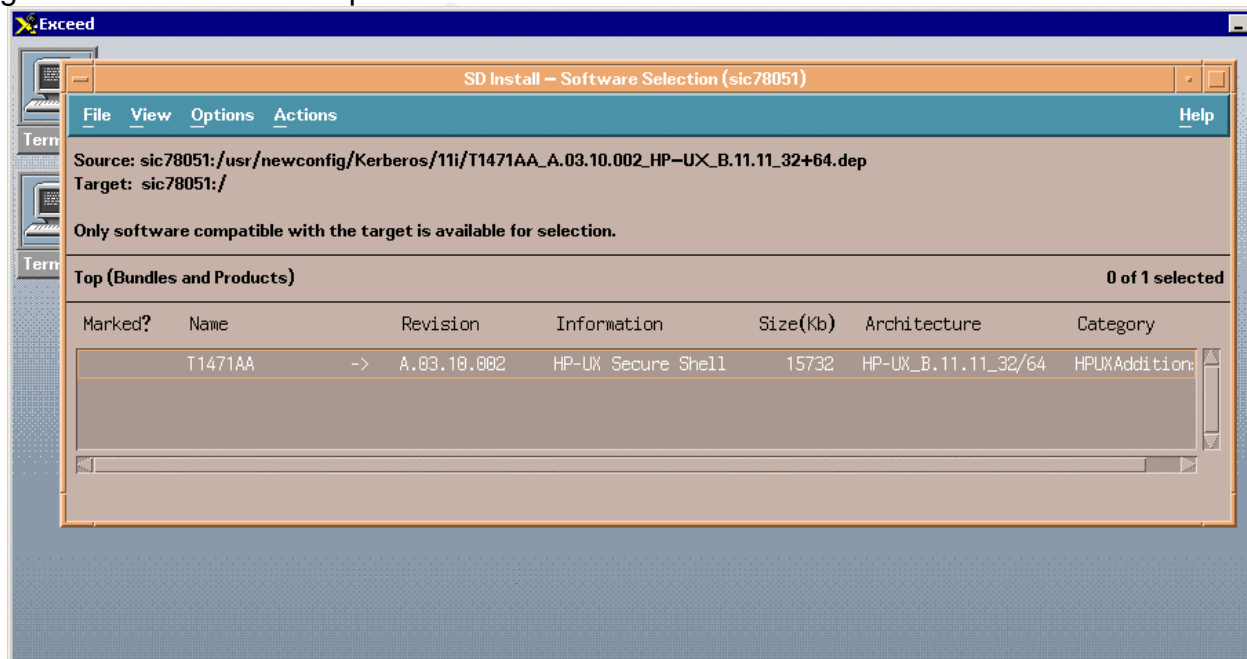 Exceed
SD Install – Software Selection (sic78051)
File View Options Actions Help
Term
Source: sic78051:/usr/newconfig/Kerberos/11i/T1471AA_A.03.10.002_HP–UX_B.11.11_32+64.dep
Target: sic78051:/
Only software compatible with the target is available for selection.
Term
Top (Bundles and Products) 0 of 1 selected
Marked? Name Revision Information Size(Kb) Architecture Category
T1471AA -> A.03.10.002 HP-UX Secure Shell 15732 HP-UX_B.11.11_32/64 HPUXAddition